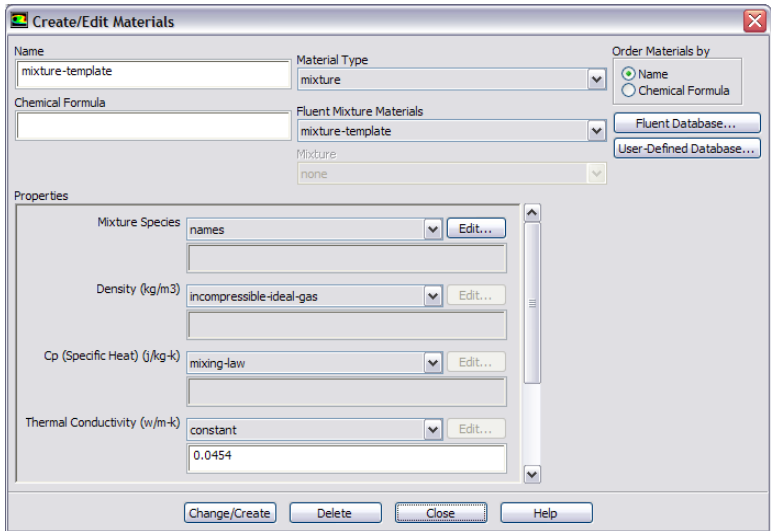 Create/Edit Materials
Name
mixture-template
Chemical Formula
Material Type
mixture
Fluent Mixture Materials
mixture-template
Mixture
none
Order Materials by
Name
Chemical Formula
Fluent Database...
User-Defined Database...
Properties
Mixture Species names Edit...
Density (kg/m3) incompressible-ideal-gas Edit...
Cp (Specific Heat) (j/kg-k) mixing-law Edit...
Thermal Conductivity (w/m-k) constant Edit...
0.0454
Change/Create Delete Close Help